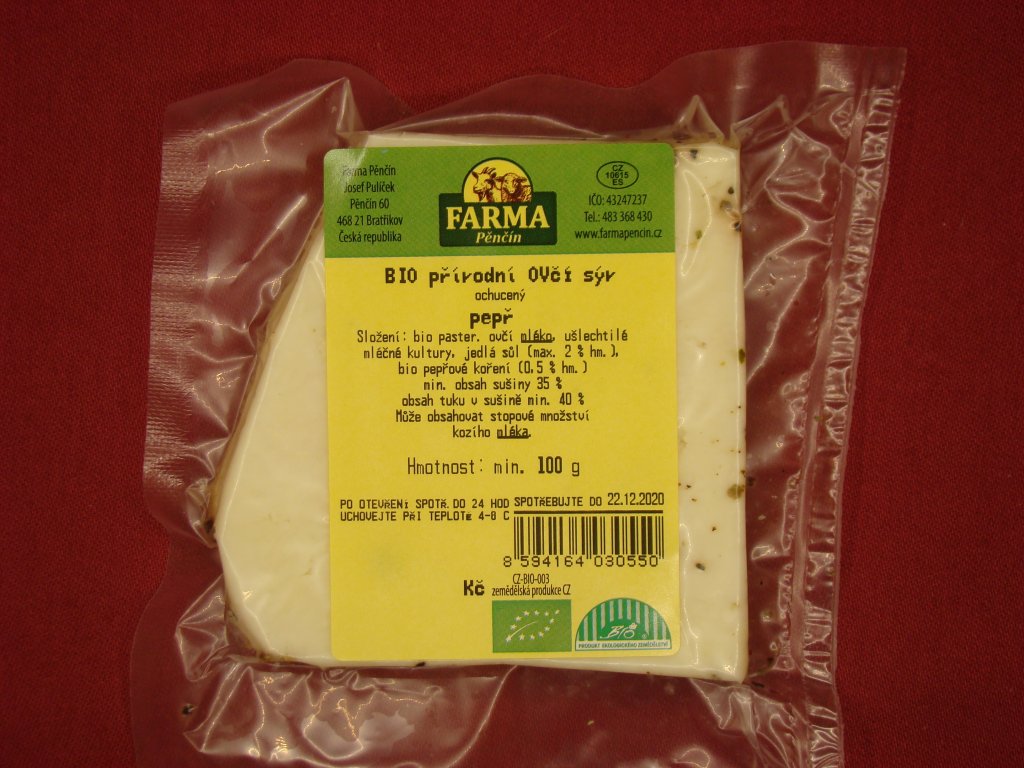 Farma Pěnčín
Josef Pulíček
Pěnčín 60
468 21 Bratříkov
Česká republika
FARMA
Pěnčín
CZ
10615
ES
IČO: 43247237
Tel.: 483 368 430
www.farmapencin.cz
BIO přírodní OVčí sýr
ochucený
pepř
Složení: bio paster. ovčí mléko, ušlechtilé
mléčné kultury, jedlá sůl (max. 2 % hm.),
bio pepřové koření (0,5 % hm.)
min. obsah sušiny 35 %
obsah tuku v sušině min. 40 %
Může obsahovat stopové množství
kozího mléka.
Hmotnost: min. 100 g
PO OTEVŘENí SPOTŘ. DO 24 HOD SPOTŘEBUJTE DO 22.12.2020
UCHOVEJTE PŘI TEPLOTě 4-8 C
8 594164 030550
CZ-BIO-003
Kč zemědělská produkce CZ
BIO
PRODUKT EKOLOGICKÉHO ZEMĚDĚLSTVÍ